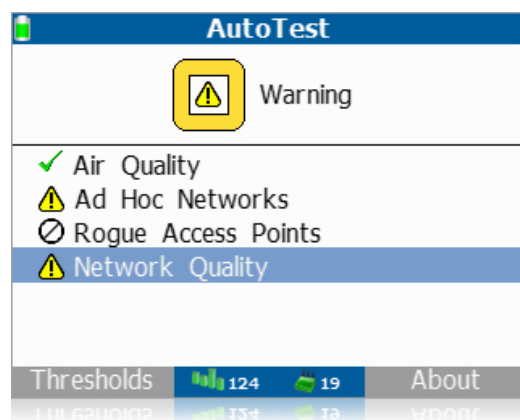 AutoTest
Warning
Air Quality
Ad Hoc Networks
Rogue Access Points
Network Quality
Thresholds 124 19 About